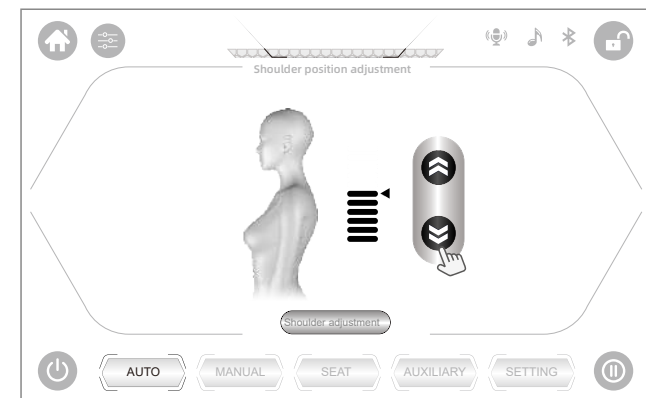 Shoulder position adjustment
Shoulder adjustment
AUTO
MANUAL
SEAT
AUXILIARY
SETTING